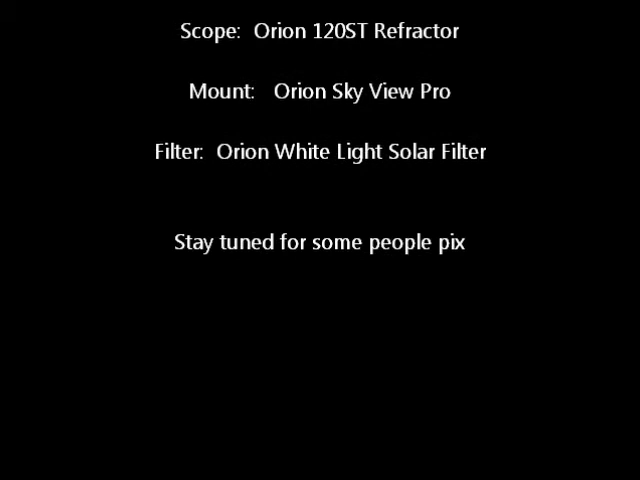 Scope:  Orion 120ST Refractor
Mount:   Orion Sky View Pro
Filter:  Orion White Light Solar Filter
Stay tuned for some people pix